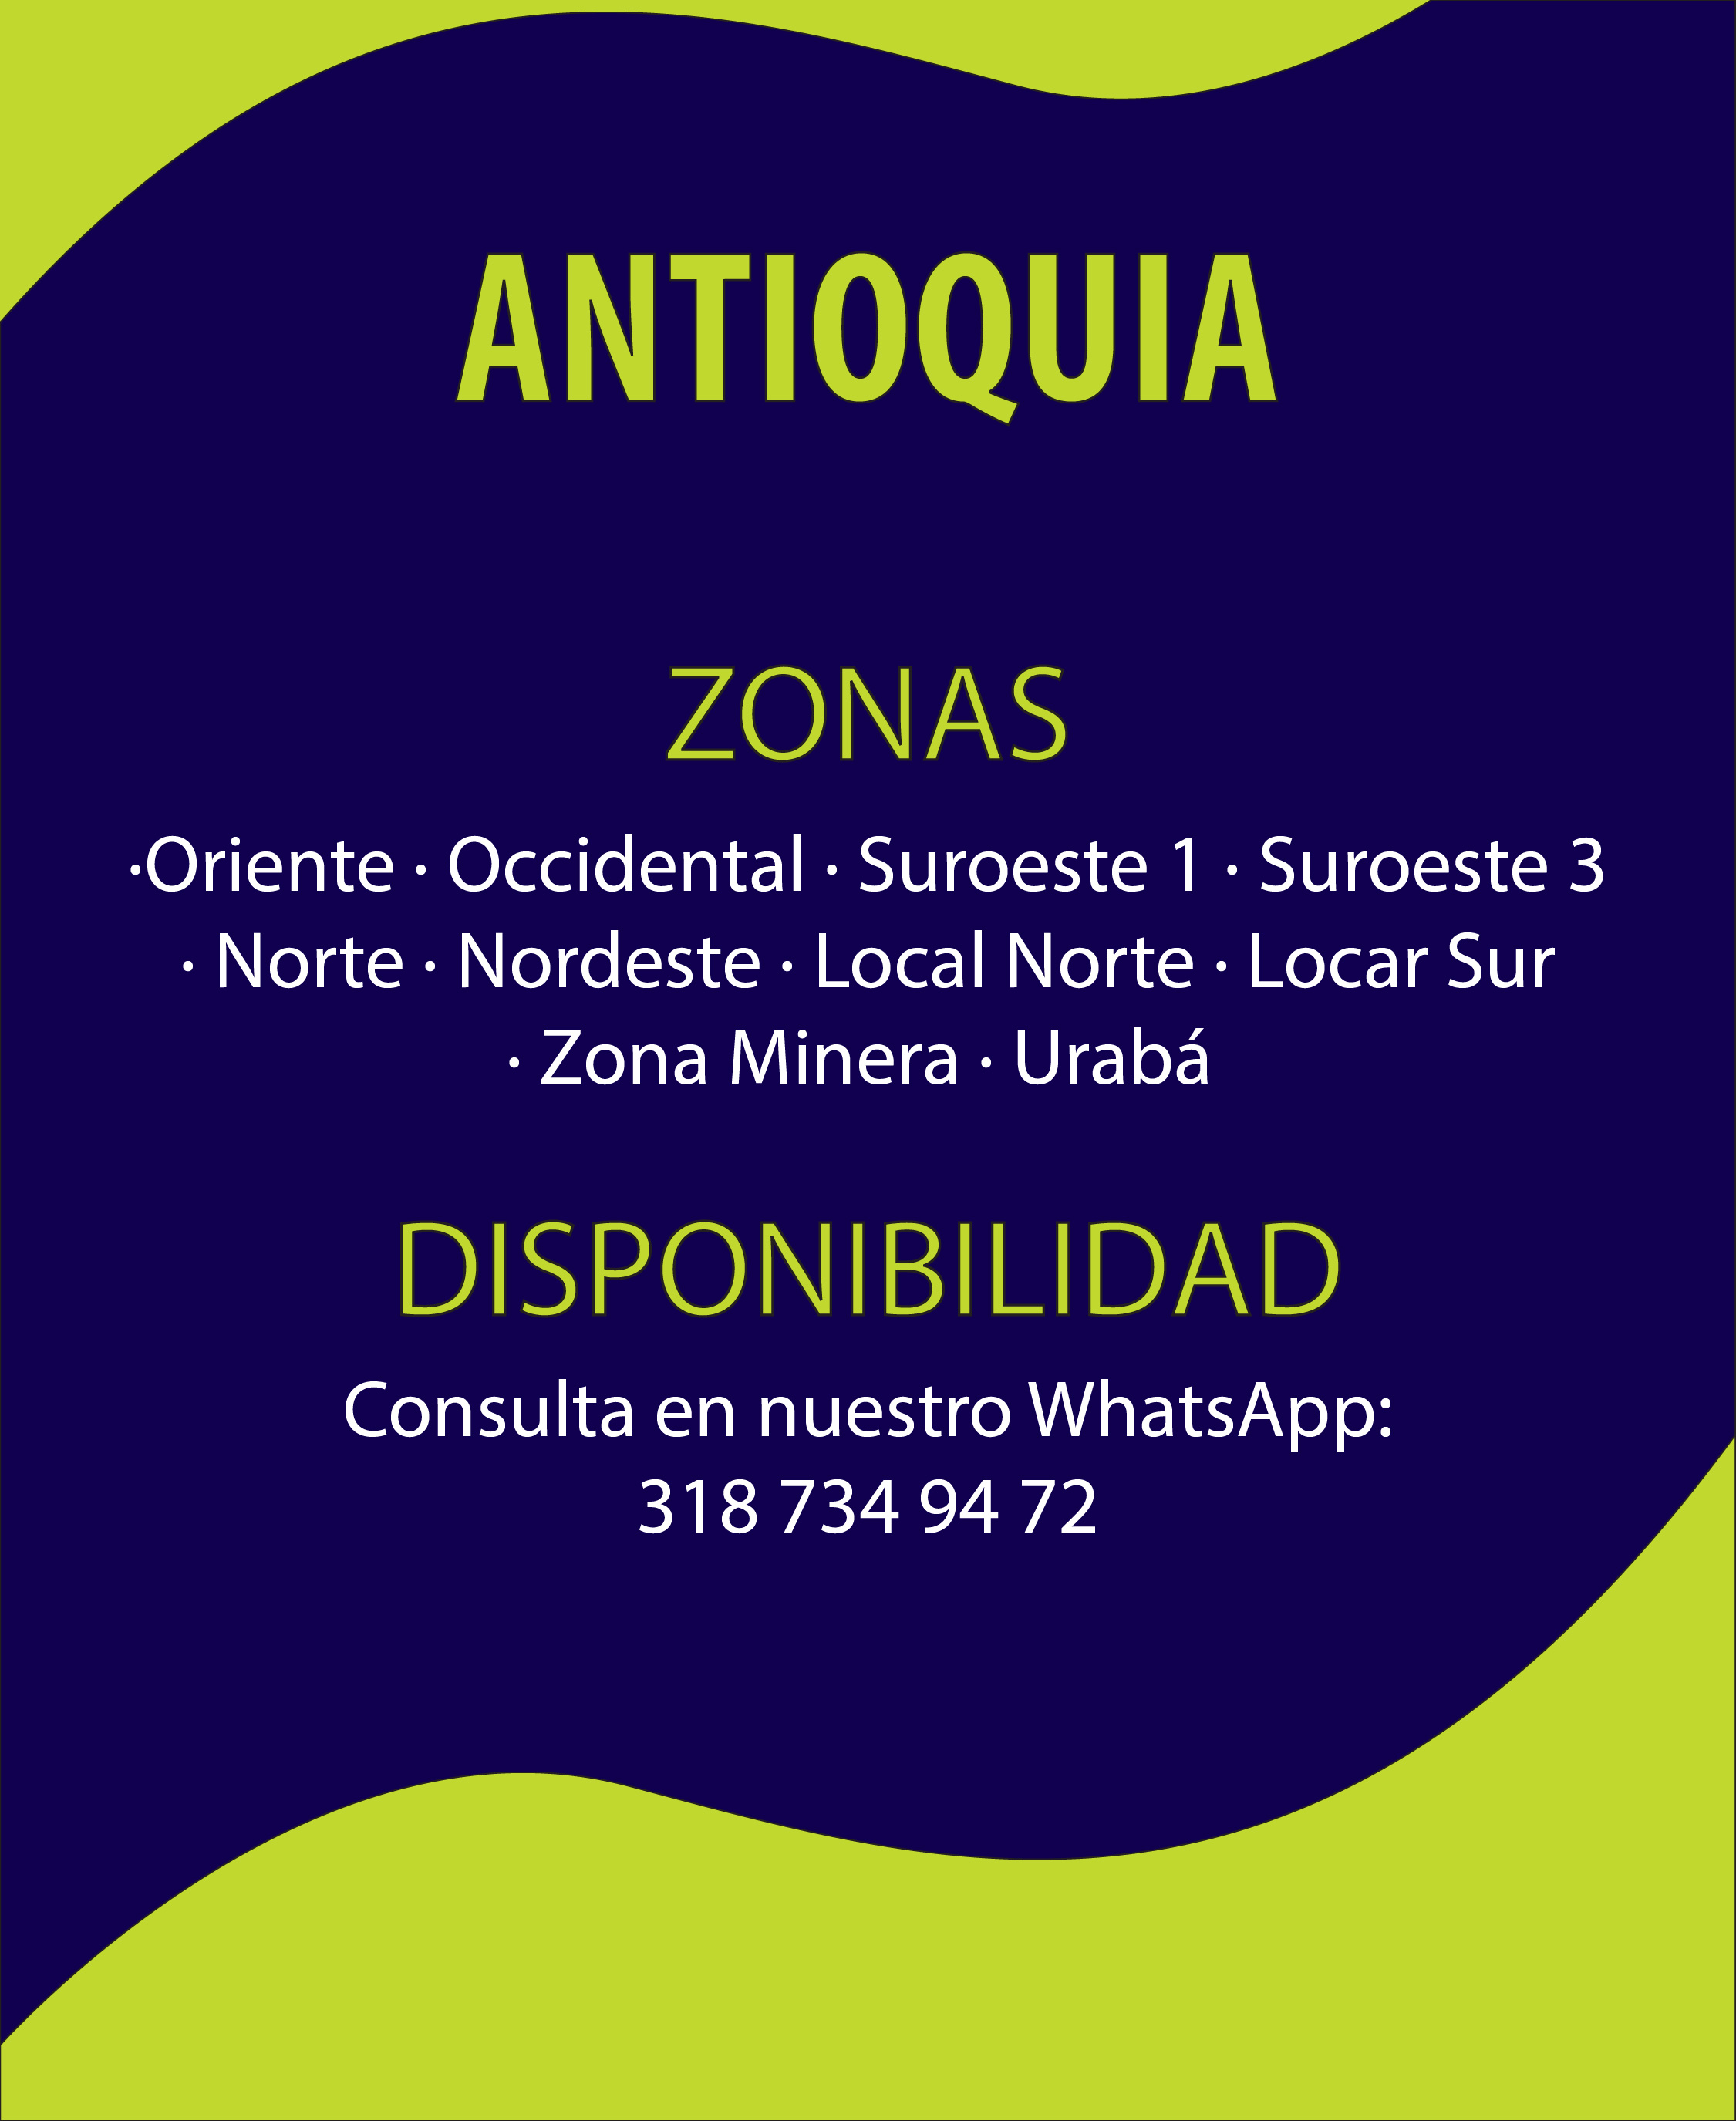 ANTIOQUIA
ZONAS
·Oriente · Occidental · Suroeste 1 · Suroeste 3
· Norte · Nordeste · Local Norte · Locar Sur
· Zona Minera · Urabá
DISPONIBILIDAD
Consulta en nuestro WhatsApp:
318 734 94 72